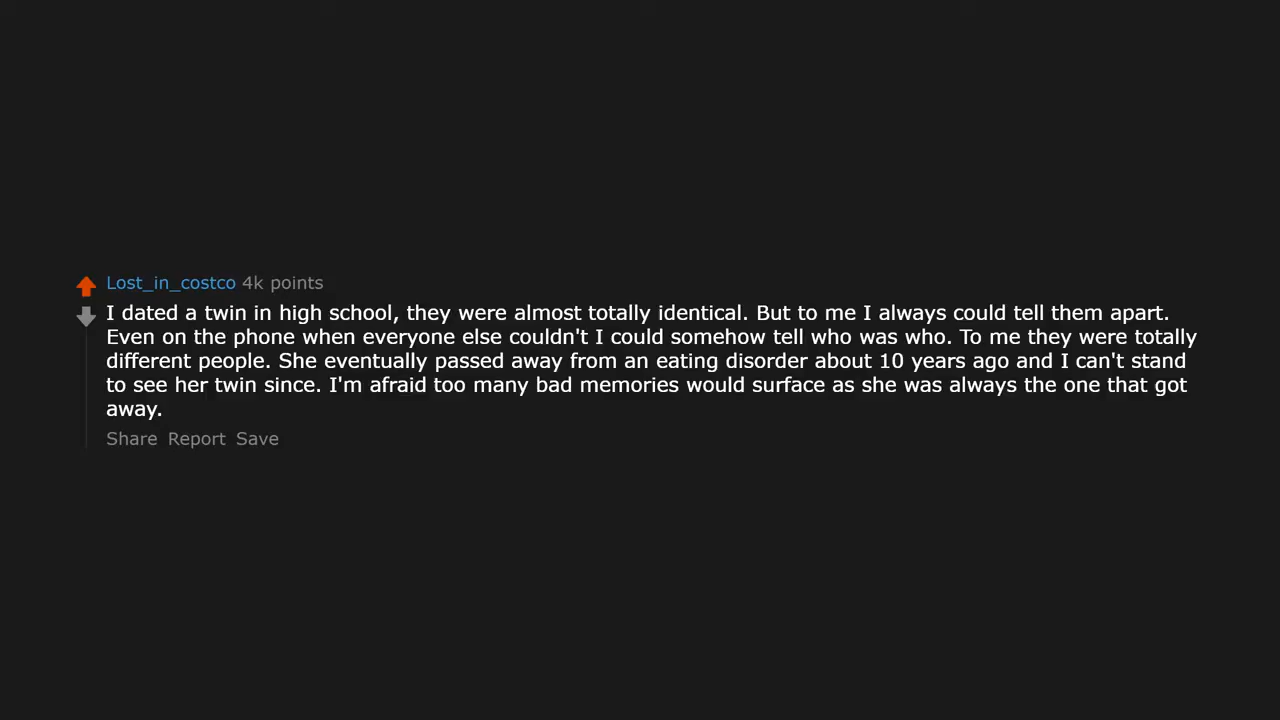 Lost_in_costco 4k points
I dated a twin in high school, they were almost totally identical. But to me I always could tell them apart.
Even on the phone when everyone else couldn't I could somehow tell who was who. To me they were totally
different people. She eventually passed away from an eating disorder about 10 years ago and I can't stand
to see her twin since. I'm afraid too many bad memories would surface as she was always the one that got
away.
Share Report Save